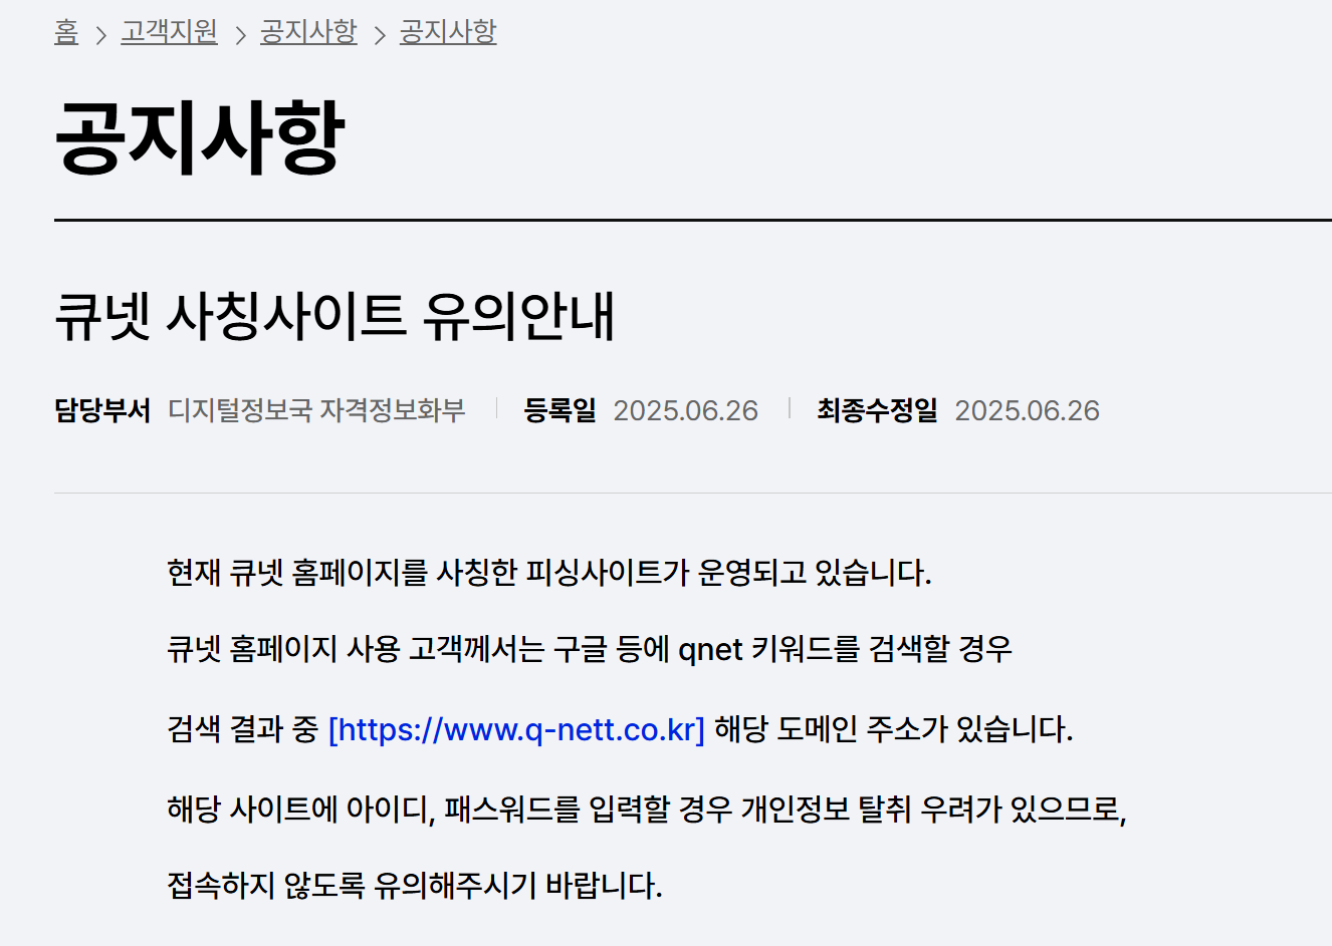 홈 > 고객지원 > 공지사항 > 공지사항
공지사항
큐넷 사칭사이트 유의안내
담당부서 디지털정보국 자격정보화부 | 등록일 2025.06.26 | 최종수정일 2025.06.26
현재 큐넷 홈페이지를 사칭한 피싱사이트가 운영되고 있습니다.
큐넷 홈페이지 사용 고객께서는 구글 등에 qnet 키워드를 검색할 경우
검색 결과 중 [https://www.q-nett.co.kr] 해당 도메인 주소가 있습니다.
해당 사이트에 아이디, 패스워드를 입력할 경우 개인정보 탈취 우려가 있으므로,
접속하지 않도록 유의해주시기 바랍니다.